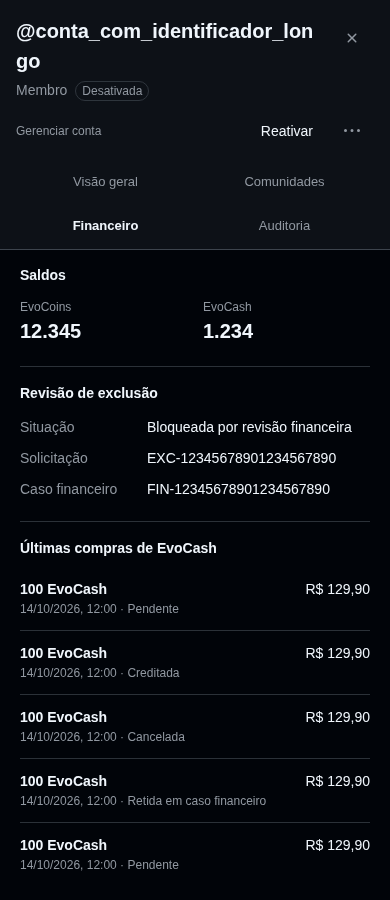 @conta_com_identificador_lon
go
Membro Desativada
Gerenciar conta Reativar
Visão geral Comunidades
Financeiro Auditoria
Saldos
EvoCoins EvoCash
12.345 1.234
Revisão de exclusão
Situação Bloqueada por revisão financeira
Solicitação EXC-12345678901234567890
Caso financeiro FIN-12345678901234567890
Últimas compras de EvoCash
100 EvoCash R$ 129,90
14/10/2026, 12:00 · Pendente
100 EvoCash R$ 129,90
14/10/2026, 12:00 · Creditada
100 EvoCash R$ 129,90
14/10/2026, 12:00 · Cancelada
100 EvoCash R$ 129,90
14/10/2026, 12:00 · Retida em caso financeiro
100 EvoCash R$ 129,90
14/10/2026, 12:00 · Pendente